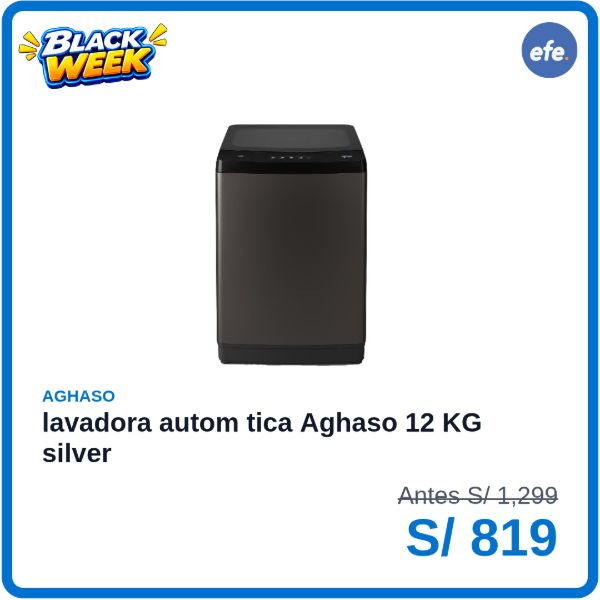 BLACK
WEEK
efe.
AGHASO
lavadora autom tica Aghaso 12 KG
silver
Antes S/ 1,299
S/ 819